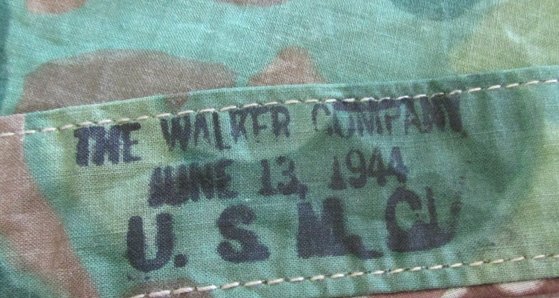 THE WALKER COMPANY
JUNE 13, 1944
U.S.M.C.